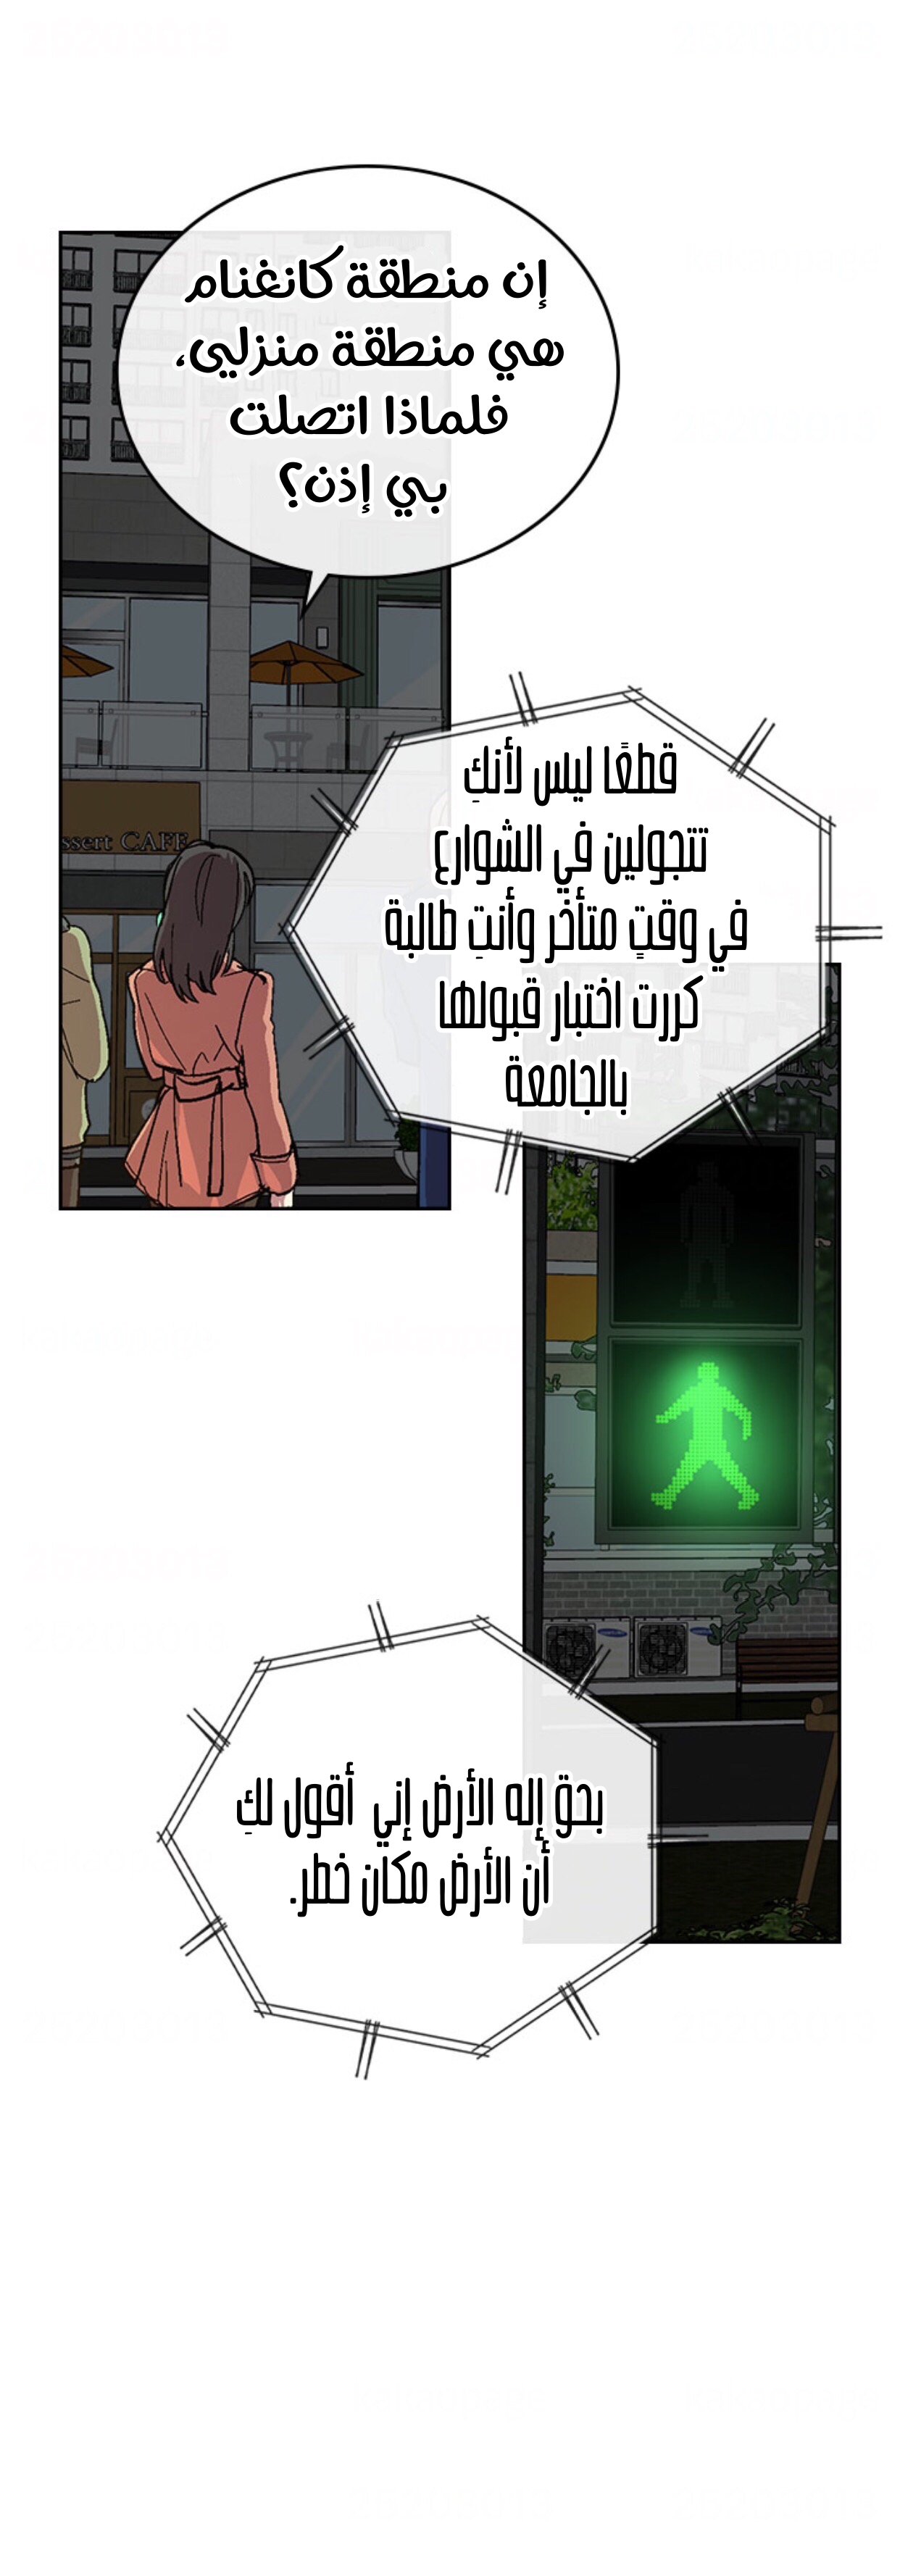 إن منطقة كانغنام
هي منطقة منزلي،
فلماذا اتصلت
بي إذن؟
قطعًا ليس لأنكِ
تتجولين في الشوارع
في وقتٍ متأخر وأنتِ طالبة
كررت اختبار قبولها
بالجامعة
ssert CAFE
بحق إله الأرض إني أقول لكِ
أن الأرض مكان خطر.